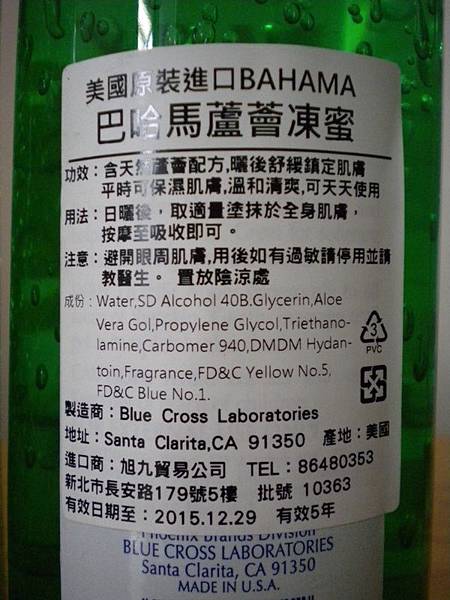 美國原裝進口BAHAMA
巴哈馬蘆薈凍蜜
功效：含天然蘆薈配方,曬後舒緩鎮定肌膚
平時可保濕肌膚,溫和清爽,可天天使用
用法：日曬後，取適量塗抹於全身肌膚，
按摩至吸收即可。
注意：避開眼周肌膚,用後如有過敏請停用並請
教醫生。 置放陰涼處
成份：Water,SD Alcohol 40B,Glycerin,Aloe
Vera Gol,Propylene Glycol,Triethano-
lamine,Carbomer 940,DMDM Hydan-
toin,Fragrance,FD&C Yellow No.5,
FD&C Blue No.1.
3
PVC
製造商：Blue Cross Laboratories
地址：Santa Clarita,CA 91350 產地：美國
進口商：旭九貿易公司 TEL：86480353
新北市長安路179號5樓 批號 10363
有效日期至：2015.12.29 有效5年
Phoenix Brands Division
BLUE CROSS LABORATORIES
Santa Clarita, CA 91350
MADE IN U.S.A.